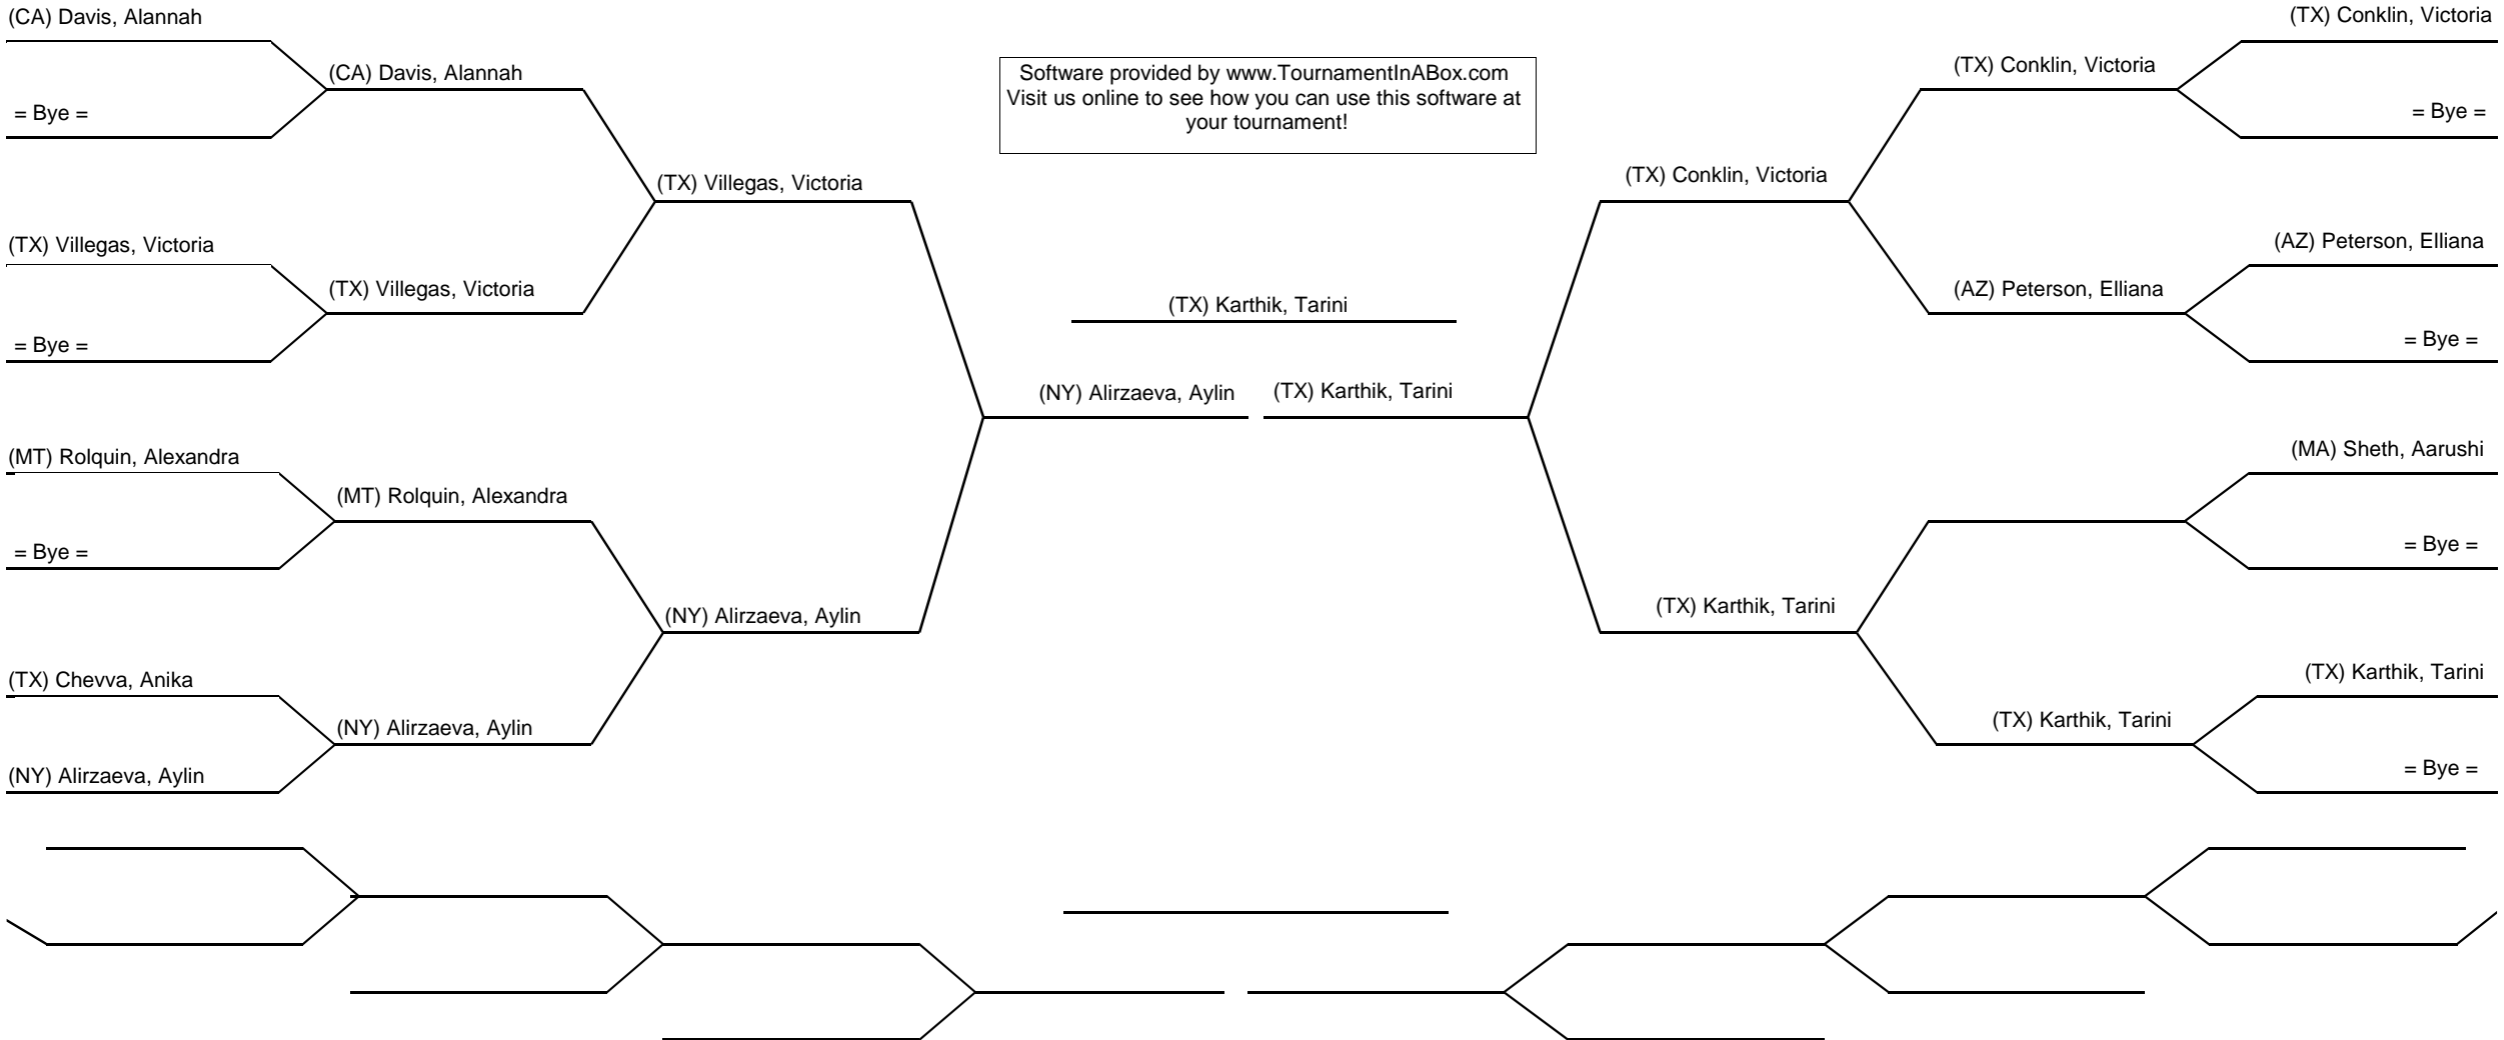 (CA) Davis, Alannah
(CA) Davis, Alannah
= Bye =
(TX) Villegas, Victoria
(TX) Villegas, Victoria
(TX) Villegas, Victoria
= Bye =
(MT) Rolquin, Alexandra
(MT) Rolquin, Alexandra
= Bye =
(NY) Alirzaeva, Aylin
(TX) Chevva, Anika
(NY) Alirzaeva, Aylin
(NY) Alirzaeva, Aylin
Software provided by www.TournamentInABox.com
Visit us online to see how you can use this software at
your tournament!
(TX) Karthik, Tarini
(NY) Alirzaeva, Aylin
(TX) Karthik, Tarini
(TX) Conklin, Victoria
(TX) Conklin, Victoria
= Bye =
(TX) Conklin, Victoria
(AZ) Peterson, Elliana
(AZ) Peterson, Elliana
= Bye =
(MA) Sheth, Aarushi
= Bye =
(TX) Karthik, Tarini
(TX) Karthik, Tarini
(TX) Karthik, Tarini
= Bye =